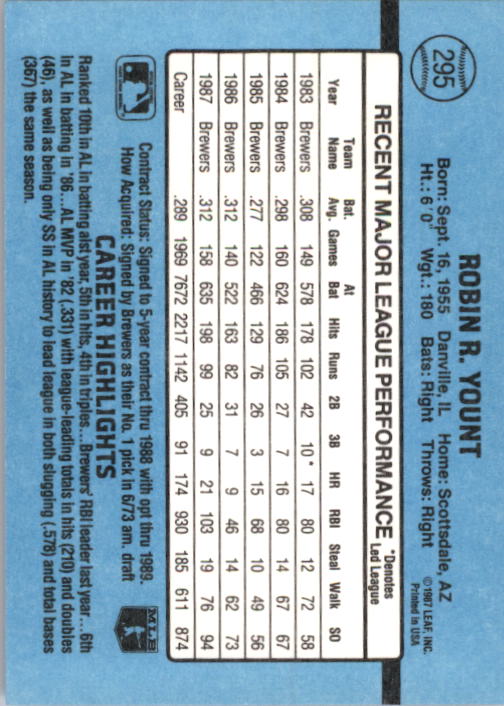 295
ROBIN R. YOUNT
Born: Sept. 16, 1955 Danville, IL Home: Scottsdale, AZ
Ht.: 6'0" Wgt.: 180 Bats: Right Throws: Right
©1987 LEAF, INC.
Printed in USA
RECENT MAJOR LEAGUE PERFORMANCE *Denotes Led League
Year Team Name Bat. Avg. Games At Bat Hits Runs 2B 3B HR RBI Steal Walk SO
1983 Brewers .308 149 578 178 102 42 10* 17 80 12 72 58
1984 Brewers .298 160 624 186 105 27 7 16 80 14 67 67
1985 Brewers .277 122 466 129 76 26 3 15 68 10 49 56
1986 Brewers .312 140 522 163 82 31 7 9 46 14 62 73
1987 Brewers .312 158 635 198 99 25 9 21 103 19 76 94
Career .289 1969 7672 2217 1142 405 91 174 930 185 611 874
Contract Status: Signed to 5-year contract thru 1988 with opt thru 1989.
How Acquired: Signed by Brewers as their No. 1 pick in 6/73 am. draft
MLB
CAREER HIGHLIGHTS
Ranked 10th in AL in batting alst year, 5th in hits, 4th in triples...Brewers' RBI leader last year...6th
in AL in batting in '86...AL MVP in '82 (.331) with league-leading totals in hits (210) and doubles
(46), as well as being only SS in AL history to lead league in both slugging (.578) and total bases
(367) the same season.